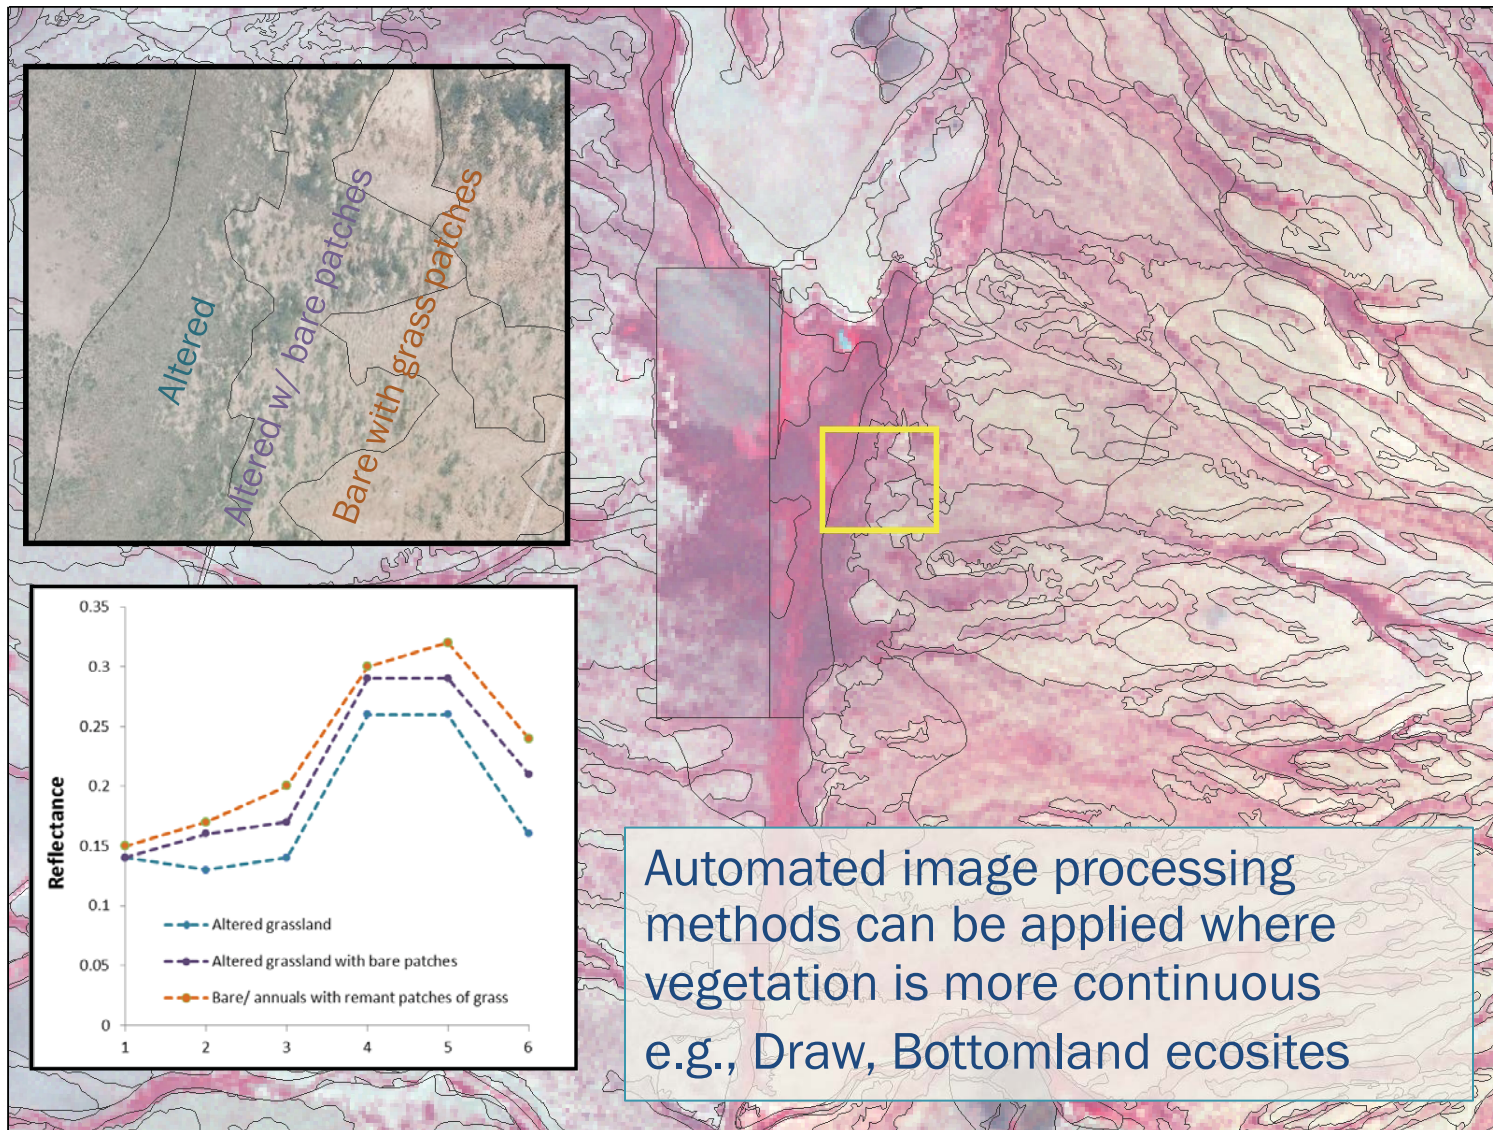 Altered
Altered w/ bare patches
Bare with grass patches
0.35
0.3
0.25
0.2
0.15
0.1
0.05
0
Reflectance
Altered grassland
Altered grassland with bare patches
Bare/ annuals with remant patches of grass
1 2 3 4 5 6
Automated image processing
methods can be applied where
vegetation is more continuous
e.g., Draw, Bottomland ecosites